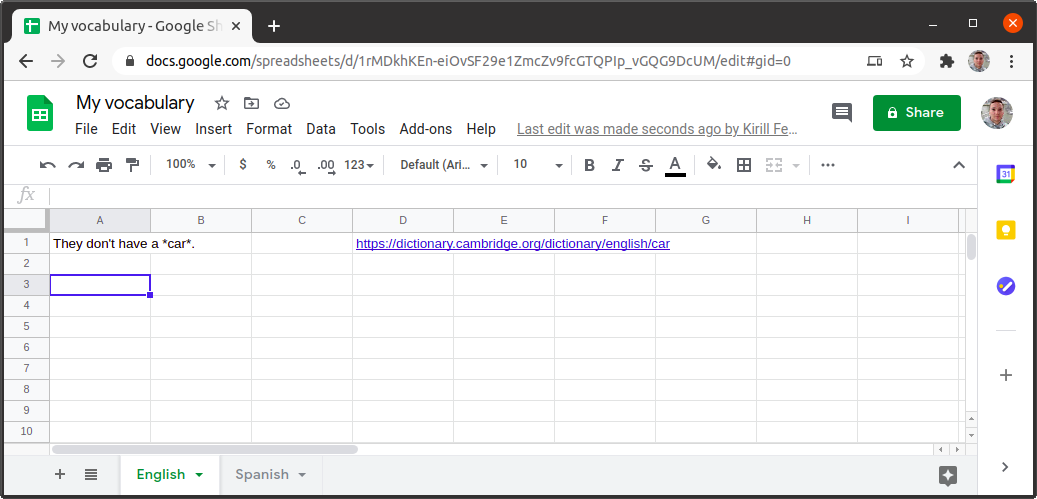 My vocabulary - Google Sh
docs.google.com/spreadsheets/d/1rMDkhKEn-eiOvSF29e1ZmcZv9fcGTQPIp_vGQG9DcUM/edit#gid=0
My vocabulary
File Edit View Insert Format Data Tools Add-ons Help Last edit was made seconds ago by Kirill Fe…
Share
100% $ % .0 .00 123 Default (Ari... 10 B I S A
31
fx
A B C D E F G H I
1 They don't have a *car*. https://dictionary.cambridge.org/dictionary/english/car
2
3
4
5
6
7
8
9
10
English Spanish